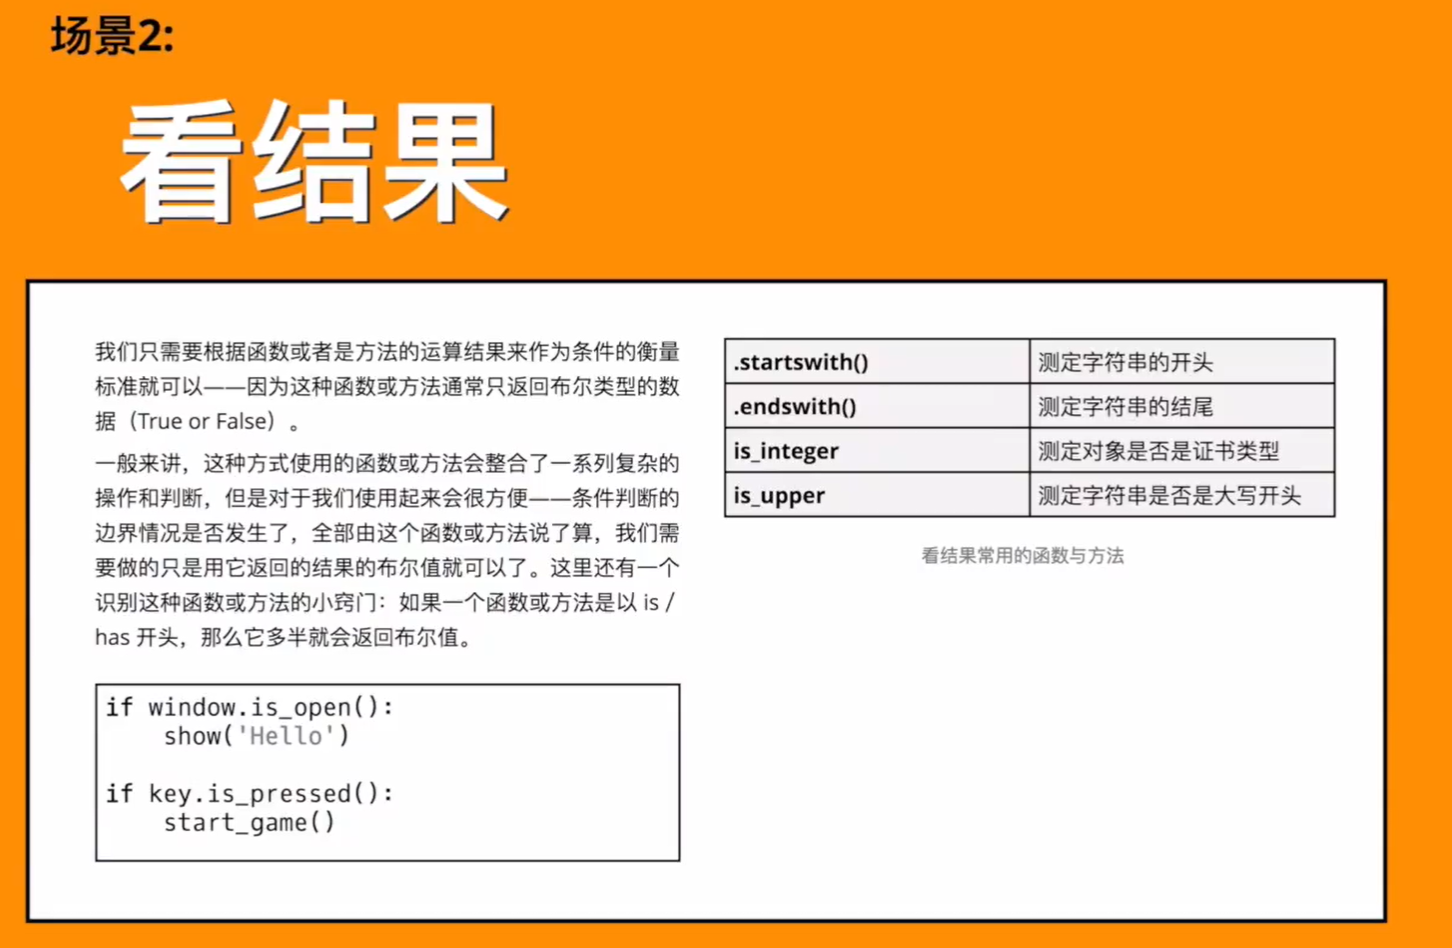 场景2:
看结果
我们只需要根据函数或者是方法的运算结果来作为条件的衡量
标准就可以——因为这种函数或方法通常只返回布尔类型的数
据（True or False）。
一般来讲，这种方式使用的函数或方法会整合了一系列复杂的
操作和判断，但是对于我们使用起来会很方便——条件判断的
边界情况是否发生了，全部由这个函数或方法说了算，我们需
要做的只是用它返回的结果的布尔值就可以了。这里还有一个
识别这种函数或方法的小窍门：如果一个函数或方法是以 is /
has 开头，那么它多半就会返回布尔值。
if window.is_open():
    show('Hello')
if key.is_pressed():
    start_game()
.startswith() 测定字符串的开头
.endswith() 测定字符串的结尾
is_integer 测定对象是否是证书类型
is_upper 测定字符串是否是大写开头
看结果常用的函数与方法